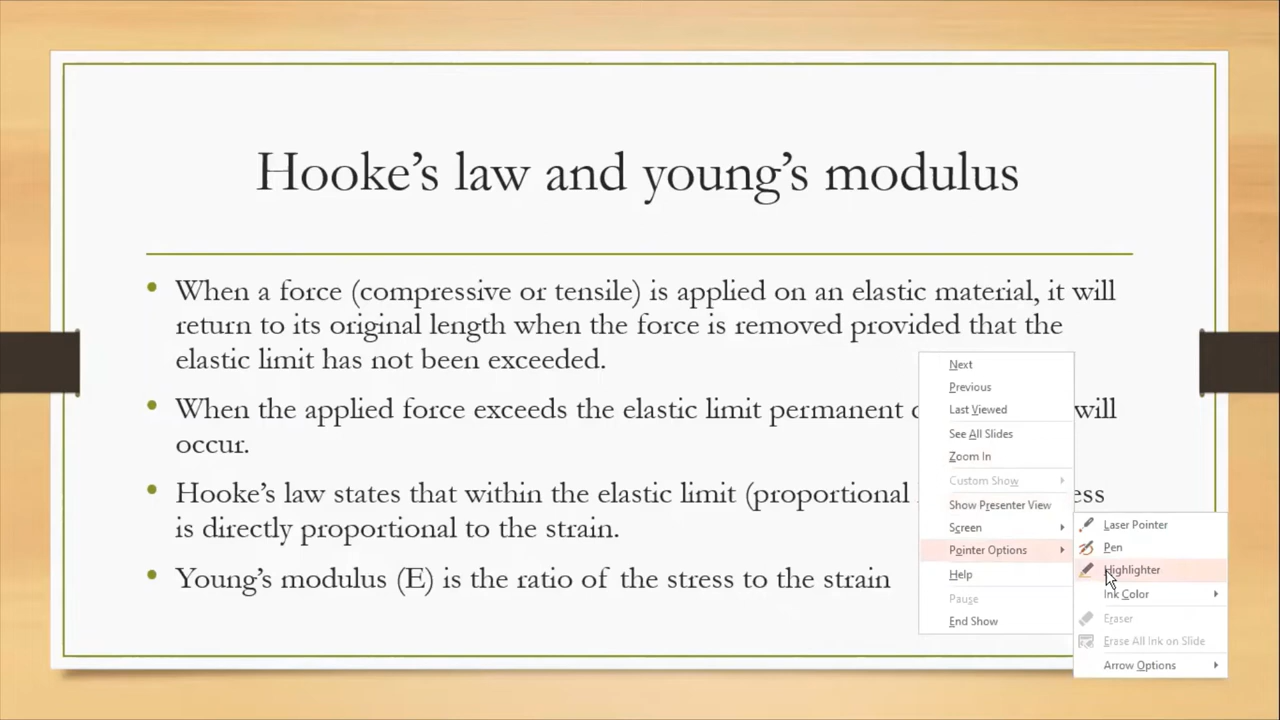 Hooke's law and young's modulus
• When a force (compressive or tensile) is applied on an elastic material, it will
return to its original length when the force is removed provided that the
elastic limit has not been exceeded.
• When the applied force exceeds the elastic limit permanent will
occur.
• Hooke's law states that within the elastic limit (proportional
is directly proportional to the strain.
• Young's modulus (E) is the ratio of the stress to the strain
Next
Previous
Last Viewed
See All Slides
Zoom In
Custom Show
Show Presenter View
Screen
Pointer Options
Help
Pause
End Show
Laser Pointer
Pen
Highlighter
Ink Color
Eraser
Erase All Ink on Slide
Arrow Options